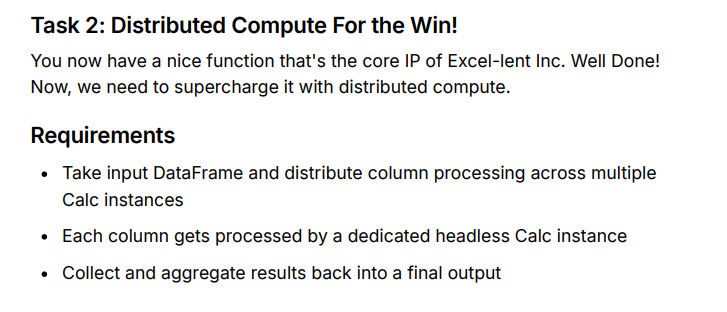 Task 2: Distributed Compute For the Win!
You now have a nice function that's the core IP of Excel-lent Inc. Well Done!
Now, we need to supercharge it with distributed compute.
Requirements
• Take input DataFrame and distribute column processing across multiple
Calc instances
• Each column gets processed by a dedicated headless Calc instance
• Collect and aggregate results back into a final output